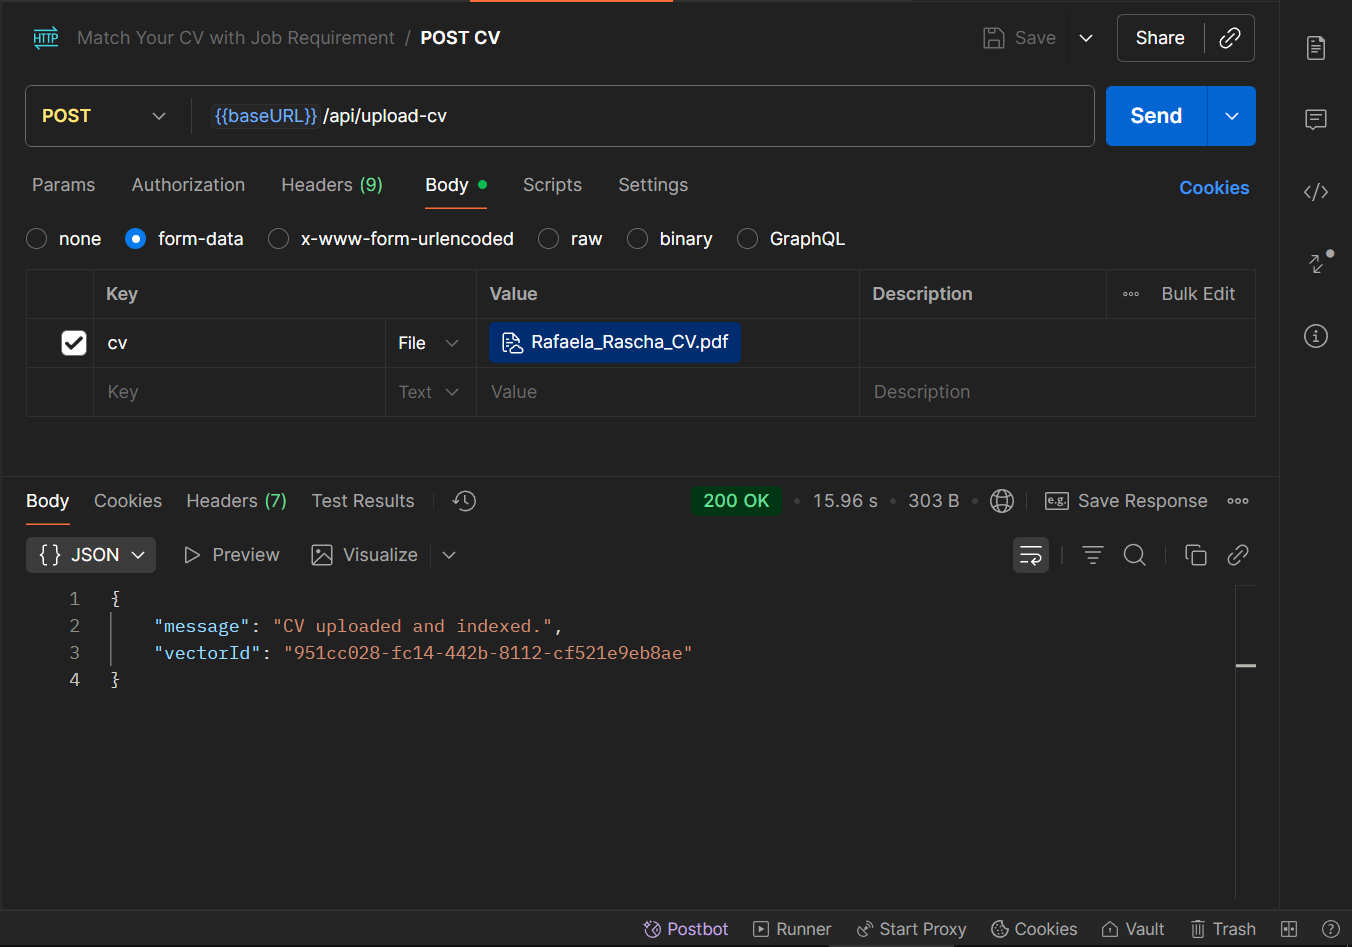 HTTP Match Your CV with Job Requirement / POST CV Save Share
POST {{baseURL}} /api/upload-cv Send
Params Authorization Headers (9) Body Scripts Settings Cookies
none form-data x-www-form-urlencoded raw binary GraphQL
Key Value Description Bulk Edit
cv File Rafaela_Rascha_CV.pdf
Key Text Value Description
Body Cookies Headers (7) Test Results 200 OK 15.96 s 303 B e.g. Save Response
{} JSON Preview Visualize
1 {
2 "message": "CV uploaded and indexed.",
3 "vectorId": "951cc028-fc14-442b-8112-cf521e9eb8ae"
4 }
Postbot Runner Start Proxy Cookies Vault Trash